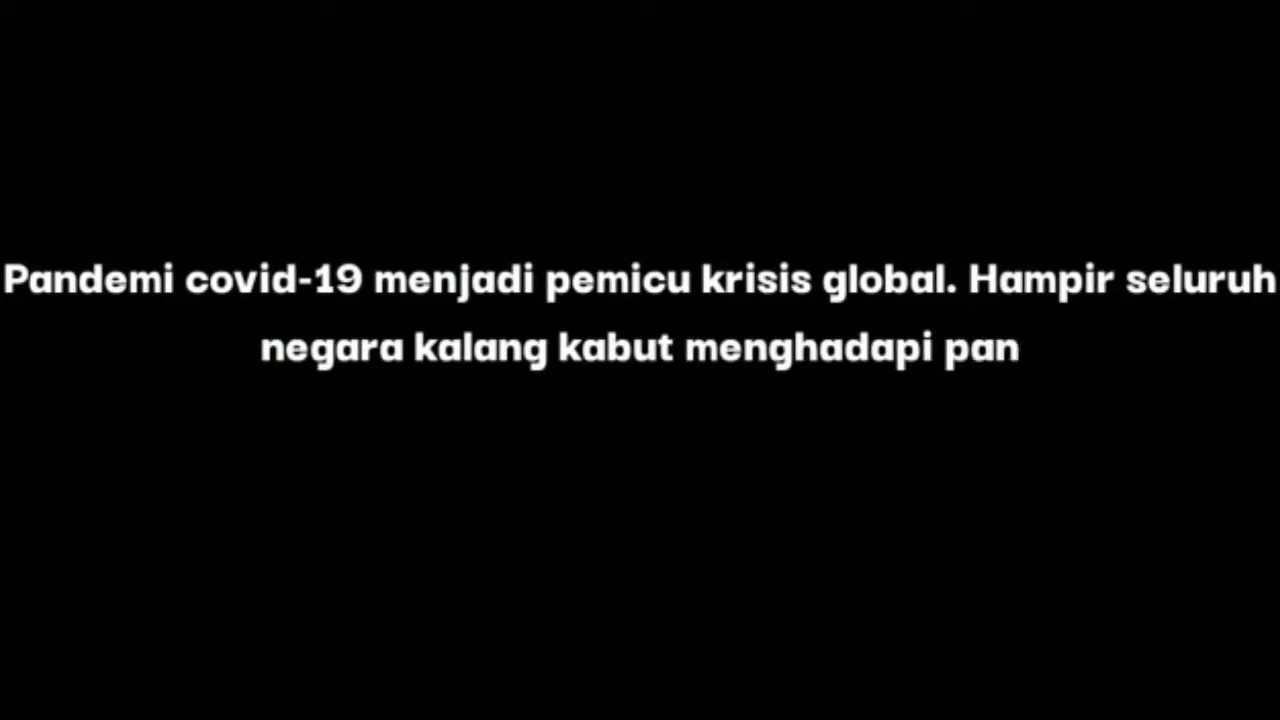 Pandemi covid-19 menjadi pemicu krisis global. Hampir seluruh
negara kalang kabut menghadapi pan